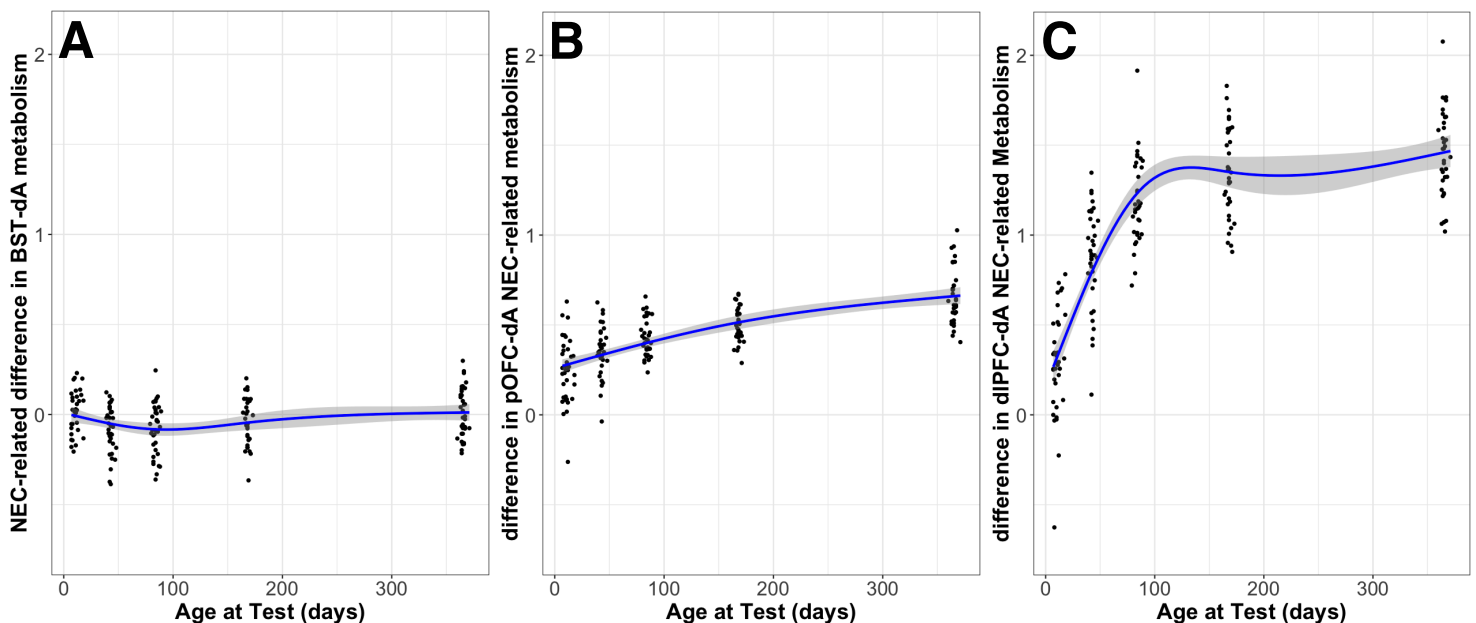 A
NEC-related difference in BST-dA metabolism
2
1
0
0
100
200
300
Age at Test (days)
B
difference in pOFC-dA NEC-related metabolism
2
1
0
0
100
200
300
Age at Test (days)
C
difference in dlPFC-dA NEC-related Metabolism
2
1
0
0
100
200
300
Age at Test (days)